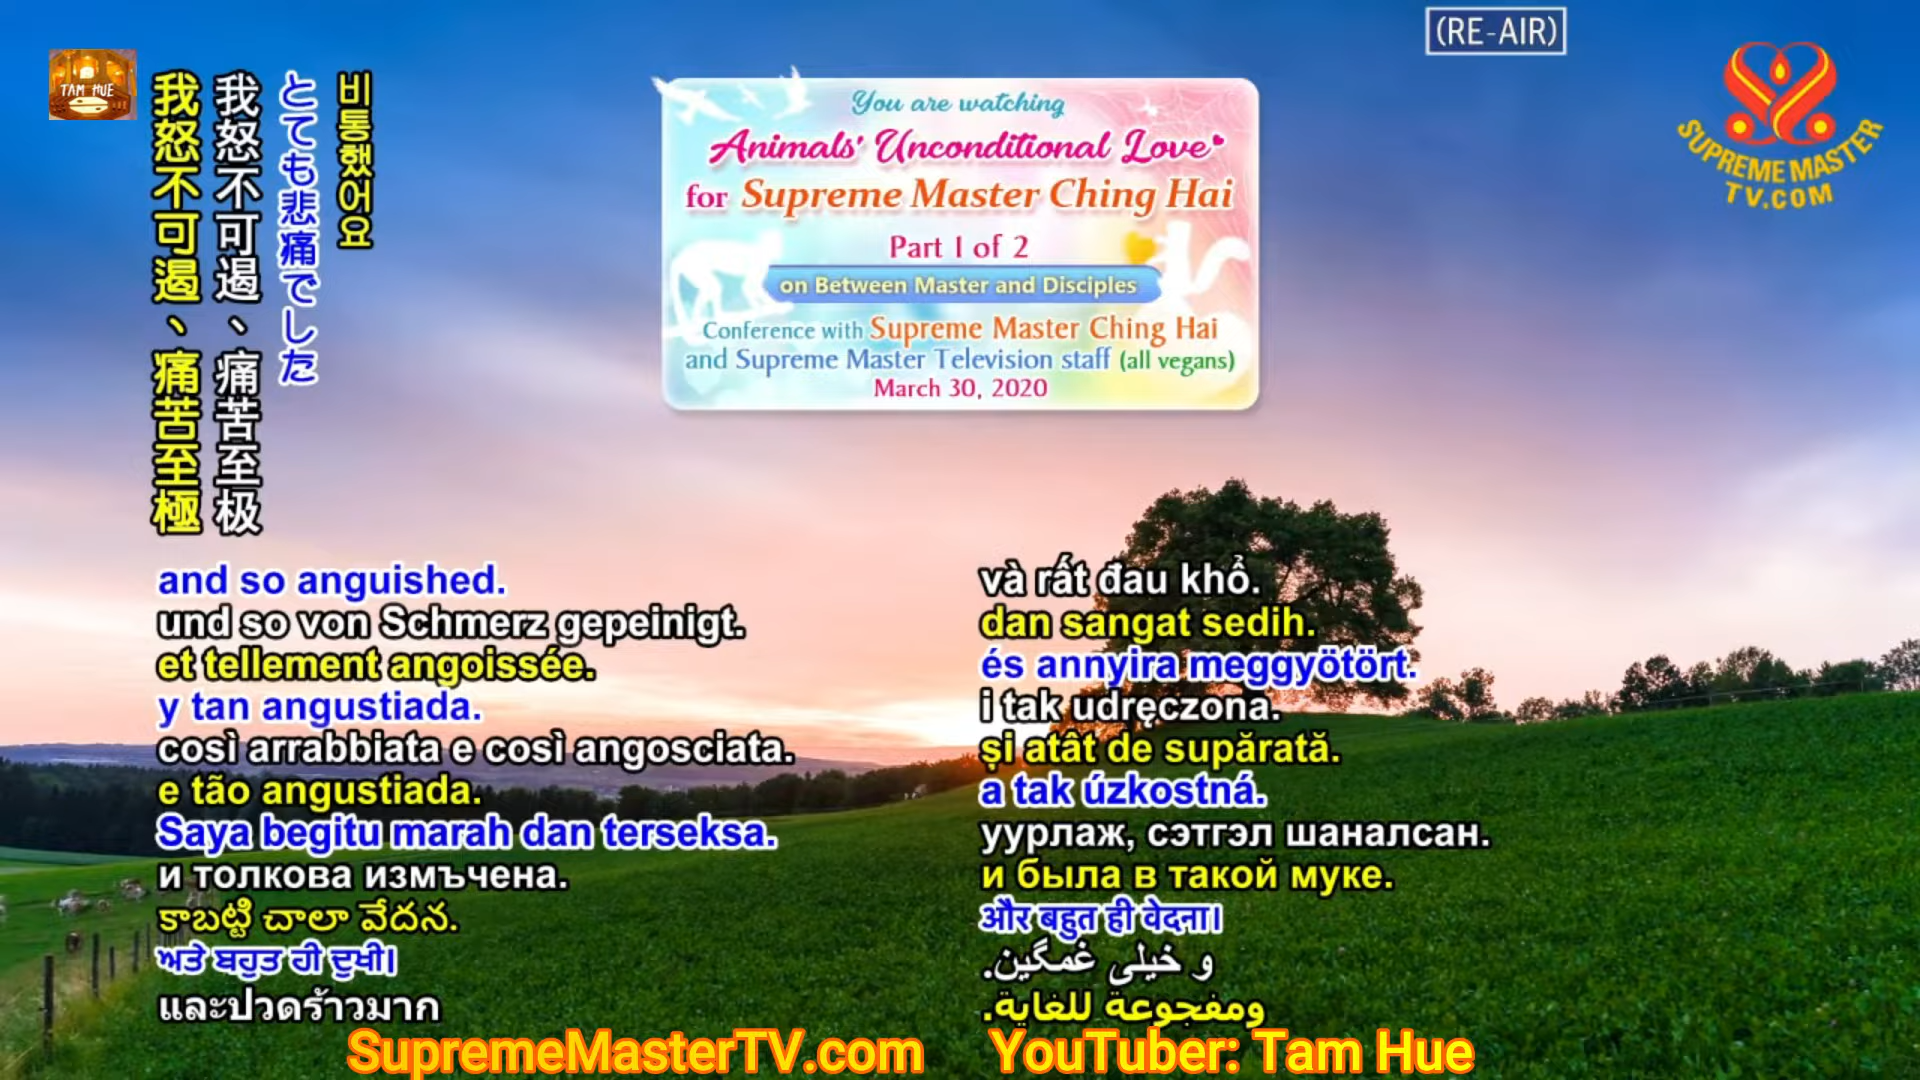 (RE-AIR)
TAM HUE
SUPREME MASTER
TV.COM
You are watching
Animals' Unconditional Love
for Supreme Master Ching Hai
Part 1 of 2
on Between Master and Disciples
Conference with Supreme Master Ching Hai
and Supreme Master Television staff (all vegans)
March 30, 2020
비통했어요
とても悲痛でした
我怒不可遏、痛苦至极
我怒不可遏、痛苦至極
and so anguished.
und so von Schmerz gepeinigt.
et tellement angoissée.
y tan angustiada.
così arrabbiata e così angosciata.
e tão angustiada.
Saya begitu marah dan terseksa.
и толкова измъчена.
కాబట్టి చాలా వేదన.
ਅਤੇ ਬਹੁਤ ਹੀ ਦੁਖੀ।
และปวดร้าวมาก
và rất đau khổ.
dan sangat sedih.
és annyira meggyötört.
i tak udręczona.
și atât de supărată.
a tak úzkostná.
уурлаж, сэтгэл шаналсан.
и была в такой муке.
और बहुत ही वेदना।
و خیلی غمگین.
ومفجوعة للغاية.
SupremeMasterTV.com
YouTuber: Tam Hue